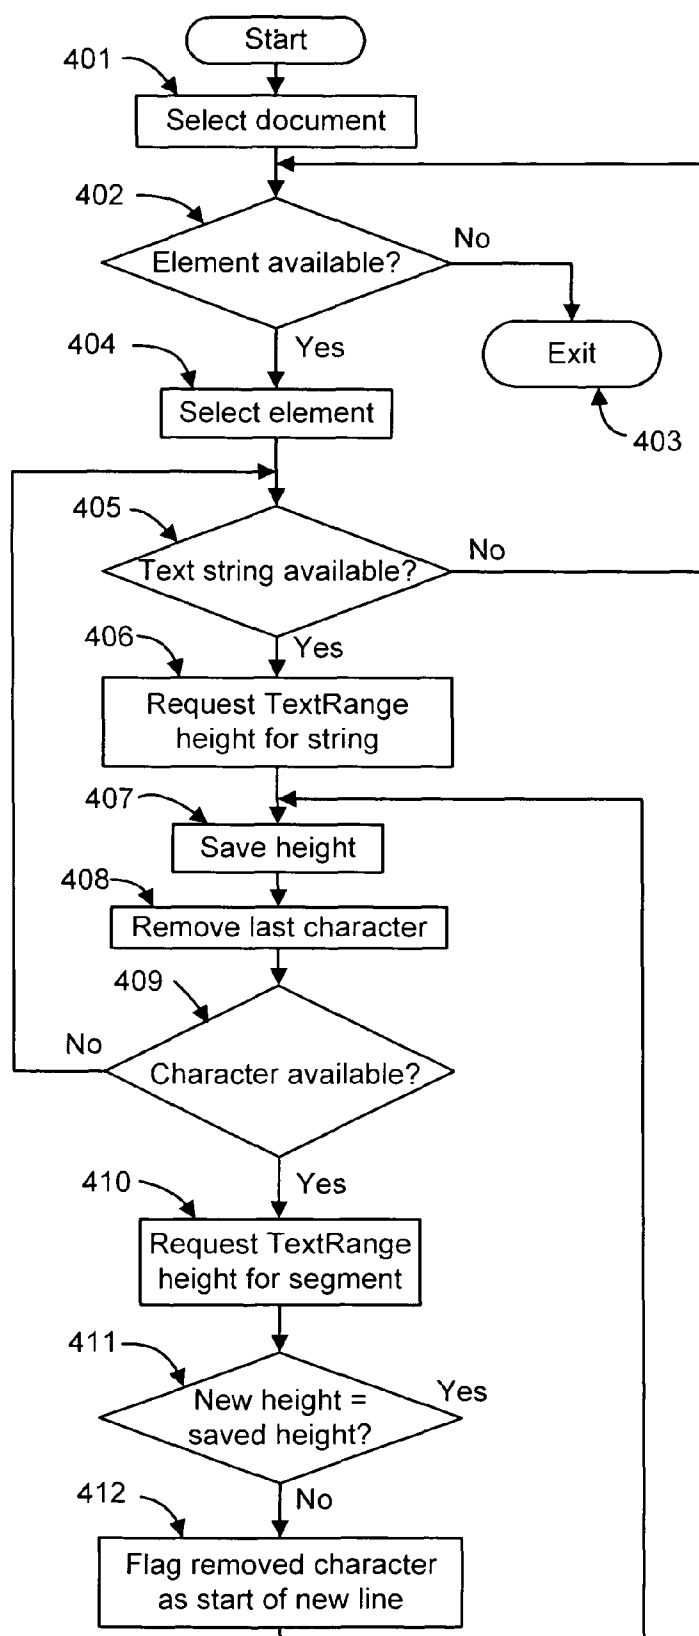 Start
401
Select document
402
Element available?
No
Yes
Exit
403
404
Select element
405
Text string available?
No
Yes
406
Request TextRange
height for string
407
Save height
408
Remove last character
409
No
Character available?
Yes
410
Request TextRange
height for segment
411
New height =
saved height?
Yes
No
412
Flag removed character
as start of new line